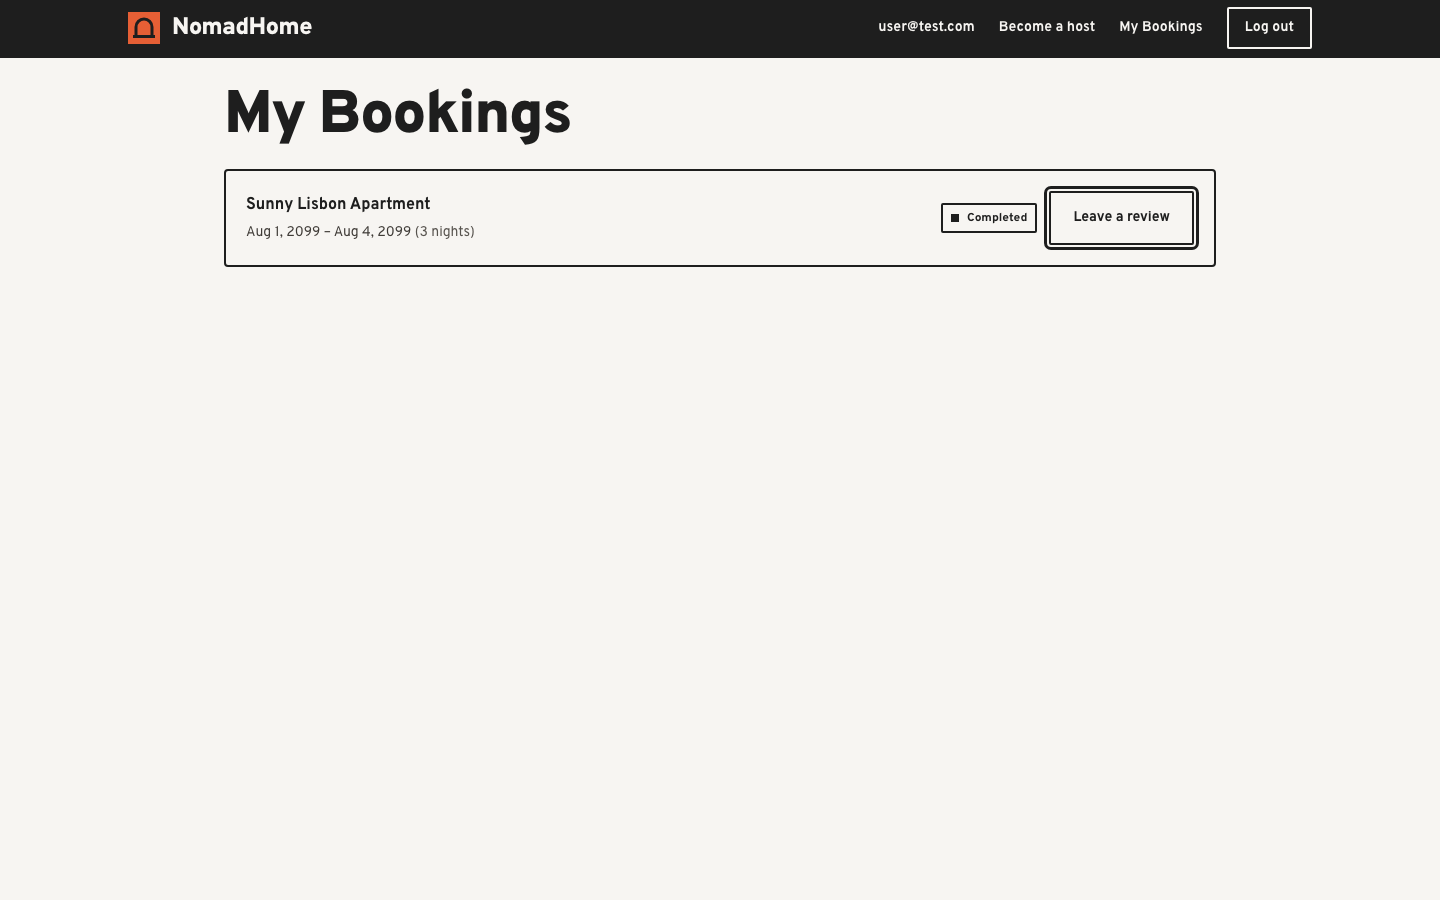 NomadHome
user@test.com
Become a host
My Bookings
Log out
My Bookings
Sunny Lisbon Apartment
Aug 1, 2099 – Aug 4, 2099 (3 nights)
Completed
Leave a review